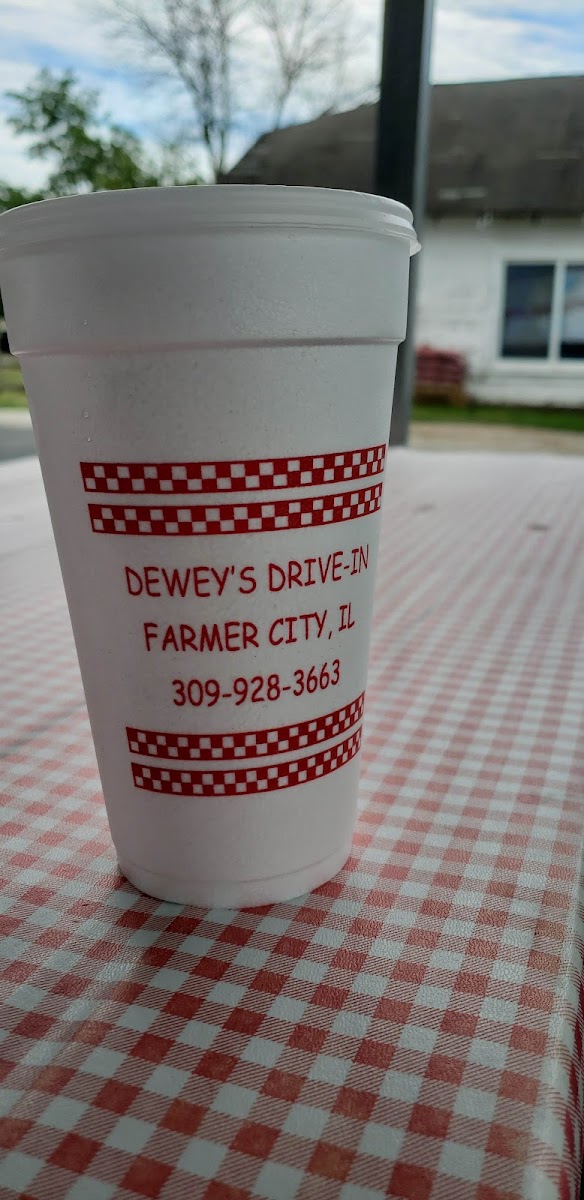 DEWEY'S DRIVE-IN
FARMER CITY, IL
309-928-3663